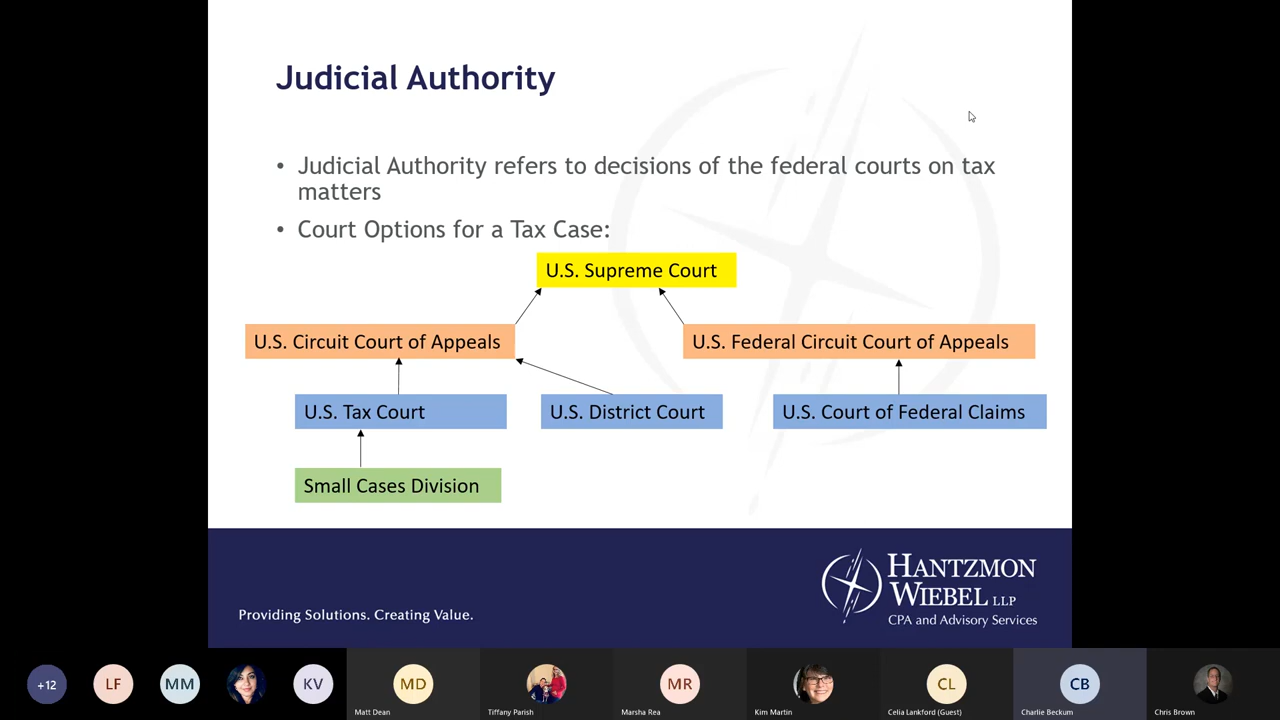 Judicial Authority
• Judicial Authority refers to decisions of the federal courts on tax
matters
• Court Options for a Tax Case:
U.S. Supreme Court
U.S. Circuit Court of Appeals
U.S. Federal Circuit Court of Appeals
U.S. Tax Court
U.S. District Court
U.S. Court of Federal Claims
Small Cases Division
Providing Solutions. Creating Value.
HANTZMON
WIEBEL LLP
CPA and Advisory Services
+12
LF
MM
KV
MD
MR
CL
CB
Matt Dean
Tiffany Parish
Marsha Rea
Kim Martin
Celia Lankford (Guest)
Charlie Beckum
Chris Brown